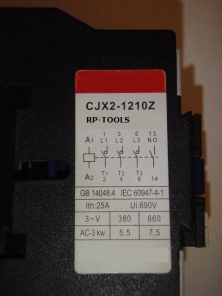 CJX2-1210Z
RP-TOOLS
A1 1 3 5 13
L1 L2 L3 NO
A2 T1 T2 T3
2 4 6 14
GB 14048.4 IEC 60947-4-1
Ith:25A Ui:690V
3~V 380 660
AC-3 kw 5.5 7.5